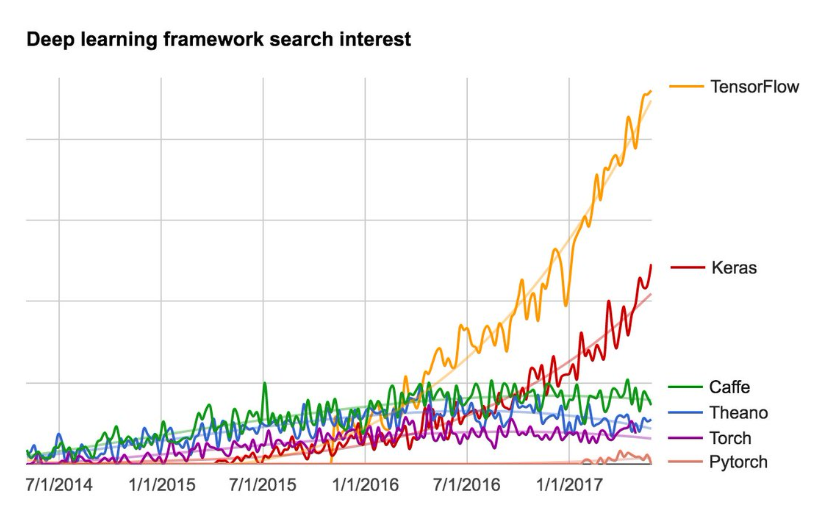 Deep learning framework search interest
TensorFlow
Keras
Caffe
Theano
Torch
Pytorch
7/1/2014 1/1/2015 7/1/2015 1/1/2016 7/1/2016 1/1/2017